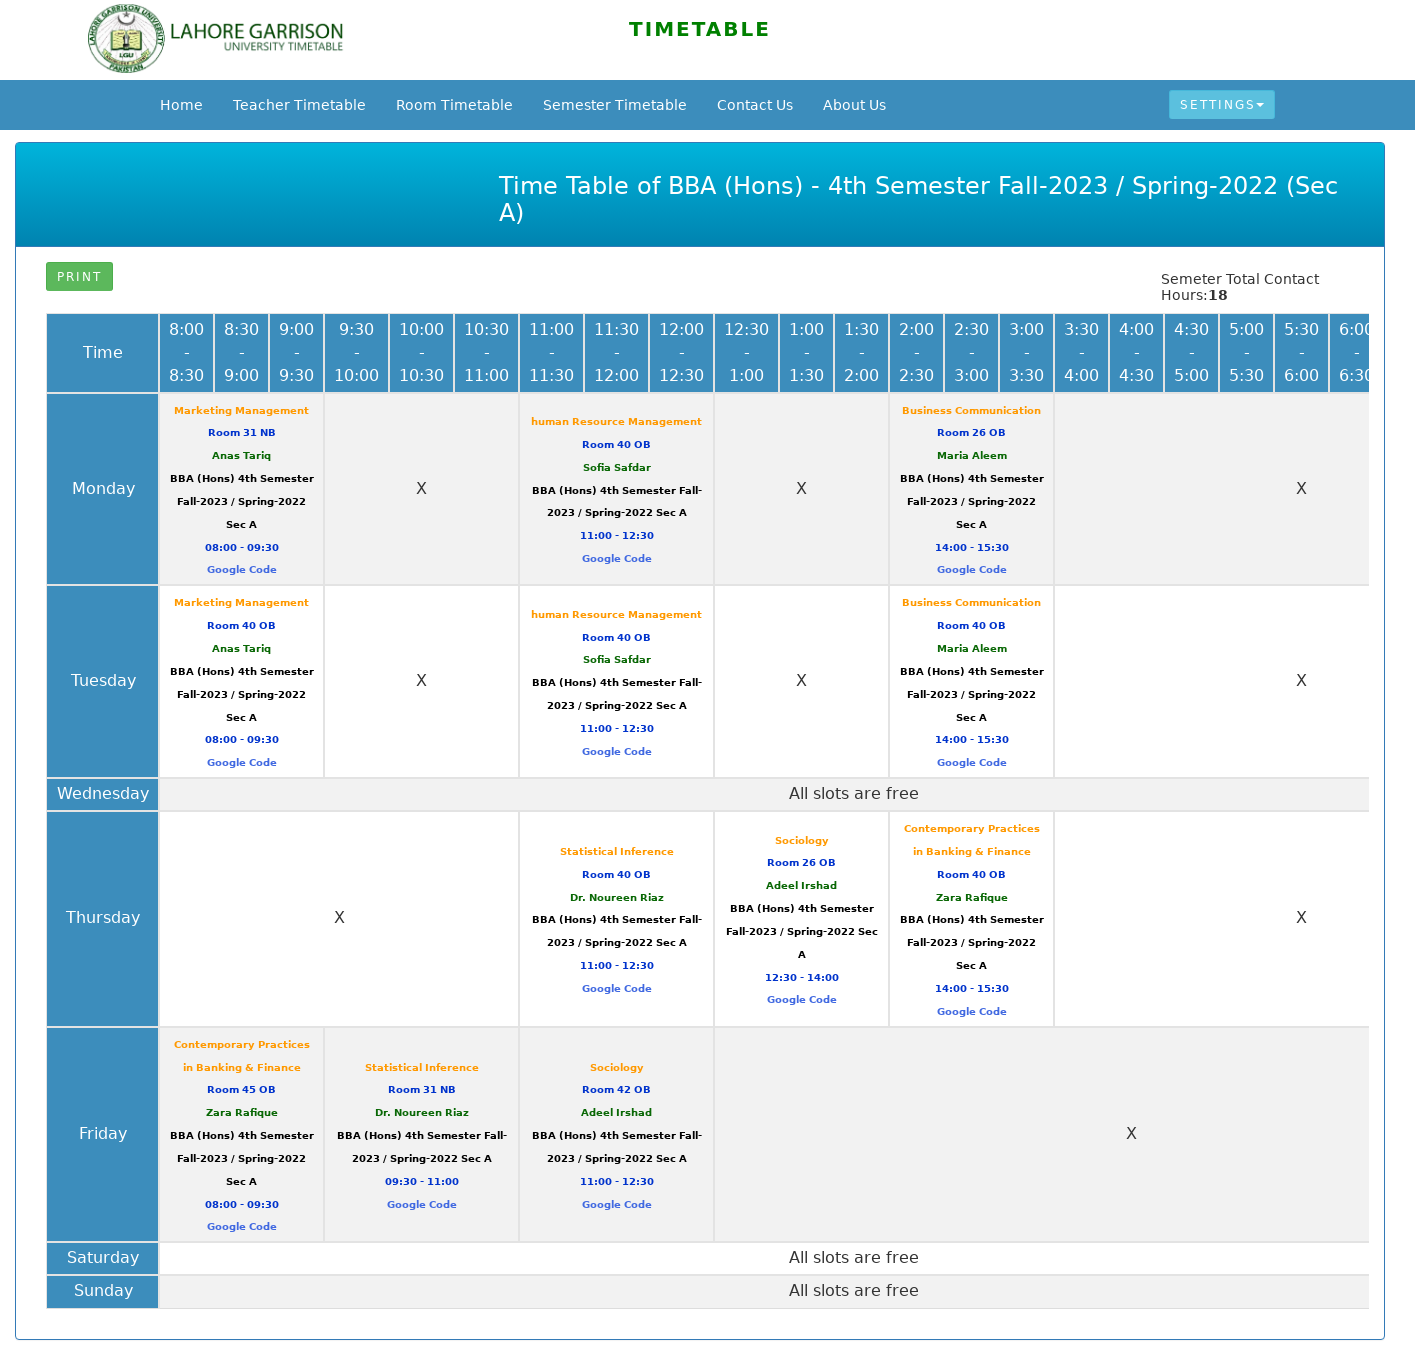 LAHORE GARRISON
UNIVERSITY TIMETABLE
TIMETABLE
Home Teacher Timetable Room Timetable Semester Timetable Contact Us About Us SETTINGS
Time Table of BBA (Hons) - 4th Semester Fall-2023 / Spring-2022 (Sec
A)
PRINT
Semeter Total Contact
Hours:18
Time
8:00 - 8:30
8:30 - 9:00
9:00 - 9:30
9:30 - 10:00
10:00 - 10:30
10:30 - 11:00
11:00 - 11:30
11:30 - 12:00
12:00 - 12:30
12:30 - 1:00
1:00 - 1:30
1:30 - 2:00
2:00 - 2:30
2:30 - 3:00
3:00 - 3:30
3:30 - 4:00
4:00 - 4:30
4:30 - 5:00
5:00 - 5:30
5:30 - 6:00
6:00 - 6:30
Monday
Marketing Management
Room 31 NB
Anas Tariq
BBA (Hons) 4th Semester
Fall-2023 / Spring-2022
Sec A
08:00 - 09:30
Google Code
X
human Resource Management
Room 40 OB
Sofia Safdar
BBA (Hons) 4th Semester Fall-
2023 / Spring-2022 Sec A
11:00 - 12:30
Google Code
X
Business Communication
Room 26 OB
Maria Aleem
BBA (Hons) 4th Semester
Fall-2023 / Spring-2022
Sec A
14:00 - 15:30
Google Code
X
Tuesday
Marketing Management
Room 40 OB
Anas Tariq
BBA (Hons) 4th Semester
Fall-2023 / Spring-2022
Sec A
08:00 - 09:30
Google Code
X
human Resource Management
Room 40 OB
Sofia Safdar
BBA (Hons) 4th Semester Fall-
2023 / Spring-2022 Sec A
11:00 - 12:30
Google Code
X
Business Communication
Room 40 OB
Maria Aleem
BBA (Hons) 4th Semester
Fall-2023 / Spring-2022
Sec A
14:00 - 15:30
Google Code
X
Wednesday
All slots are free
Thursday
X
Statistical Inference
Room 40 OB
Dr. Noureen Riaz
BBA (Hons) 4th Semester Fall-
2023 / Spring-2022 Sec A
11:00 - 12:30
Google Code
Sociology
Room 26 OB
Adeel Irshad
BBA (Hons) 4th Semester
Fall-2023 / Spring-2022 Sec
A
12:30 - 14:00
Google Code
Contemporary Practices
in Banking & Finance
Room 40 OB
Zara Rafique
BBA (Hons) 4th Semester
Fall-2023 / Spring-2022
Sec A
14:00 - 15:30
Google Code
X
Friday
Contemporary Practices
in Banking & Finance
Room 45 OB
Zara Rafique
BBA (Hons) 4th Semester
Fall-2023 / Spring-2022
Sec A
08:00 - 09:30
Google Code
Statistical Inference
Room 31 NB
Dr. Noureen Riaz
BBA (Hons) 4th Semester Fall-
2023 / Spring-2022 Sec A
09:30 - 11:00
Google Code
Sociology
Room 42 OB
Adeel Irshad
BBA (Hons) 4th Semester Fall-
2023 / Spring-2022 Sec A
11:00 - 12:30
Google Code
X
Saturday
All slots are free
Sunday
All slots are free